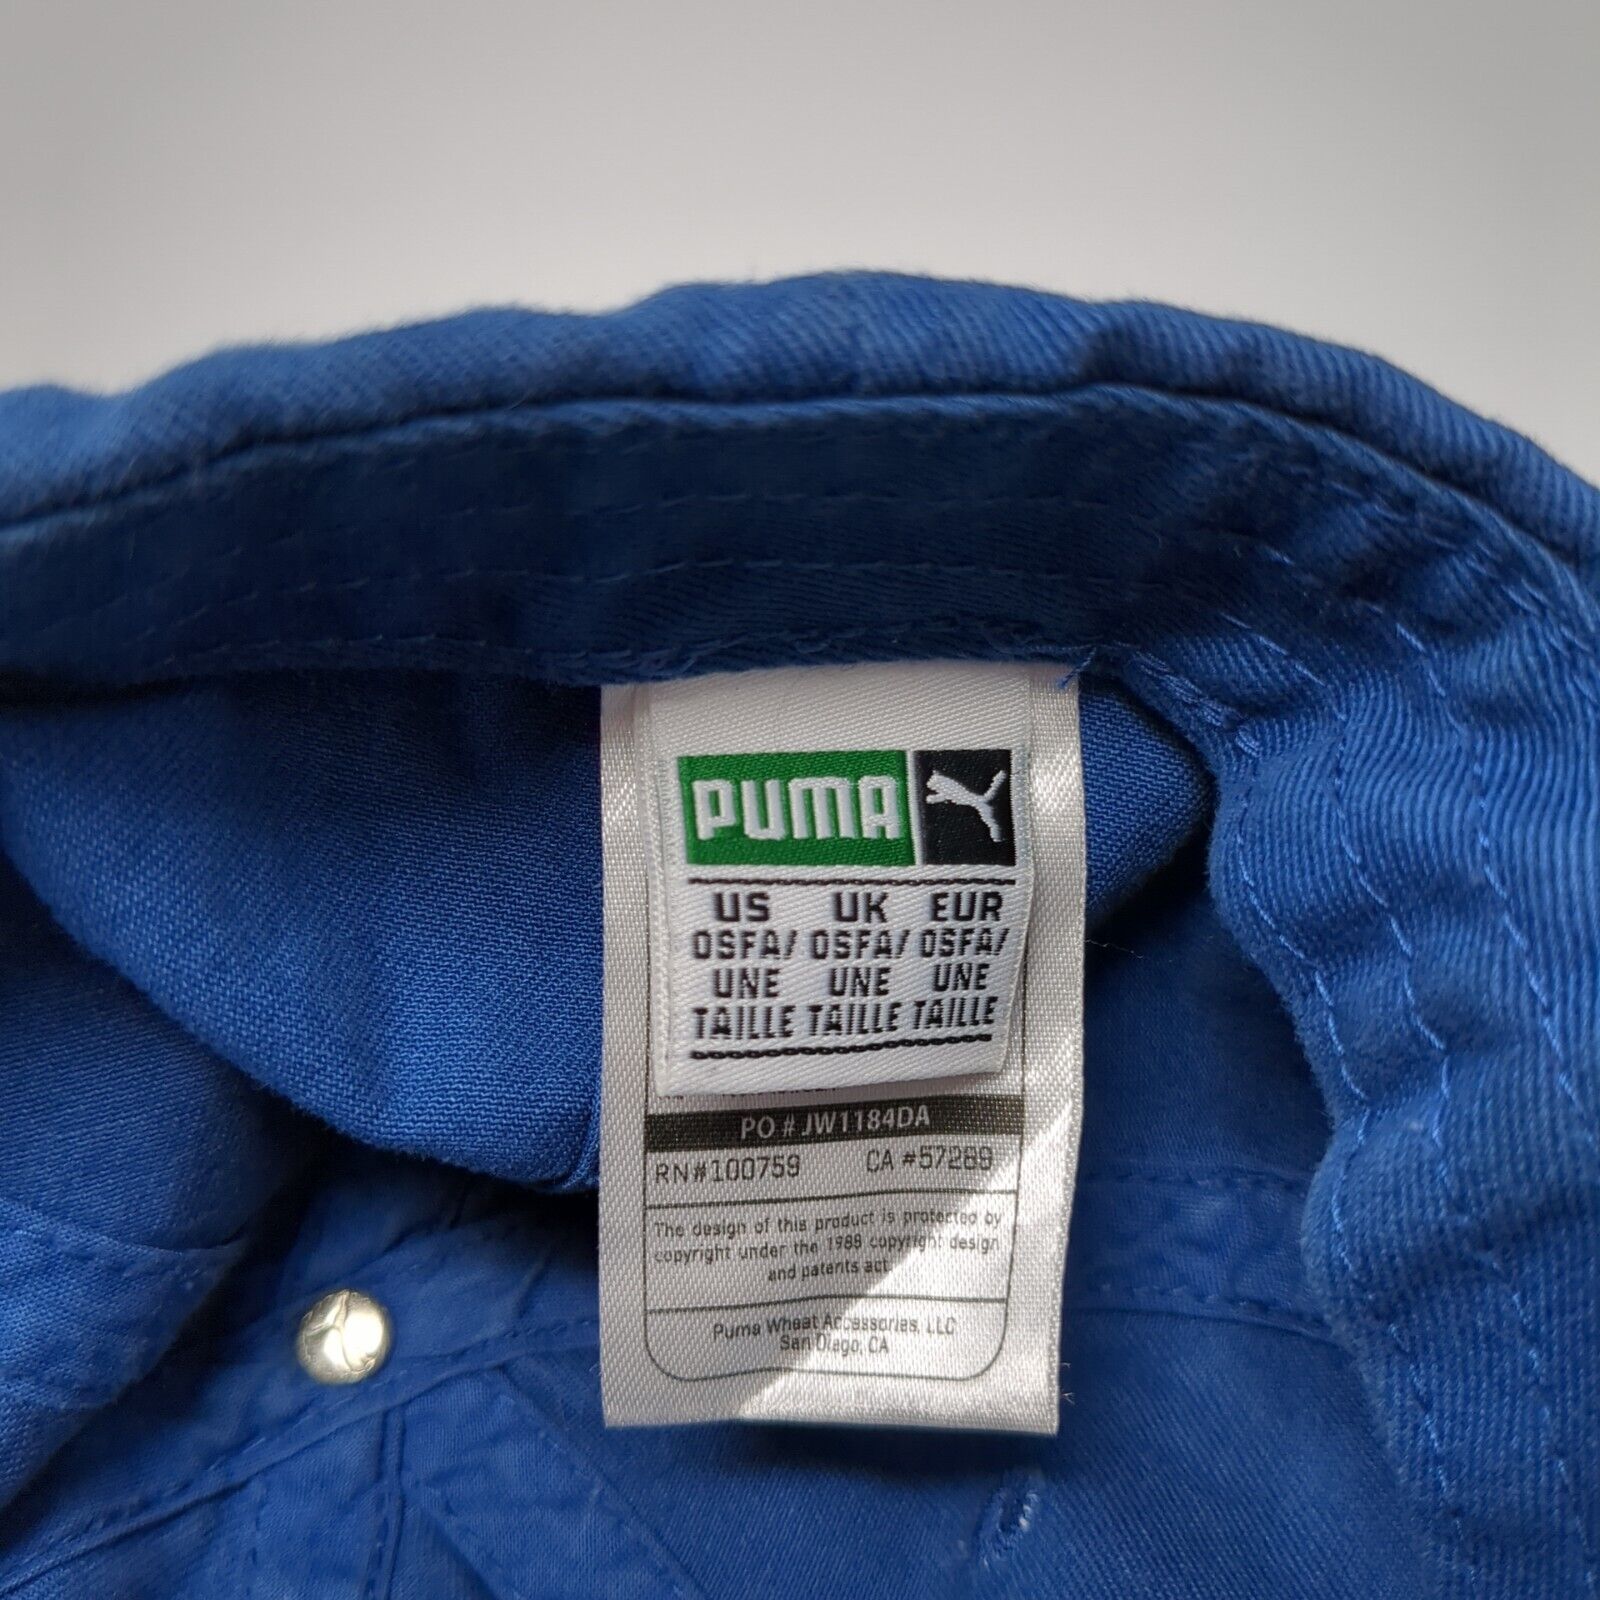 PUMA
US UK EUR
OSFA/ OSFA/ OSFA/
UNE UNE UNE
TAILLE TAILLE TAILLE
PO # JW1184DA
RN#100759 CA #57289
The design of this product is protected by
copyright under the 1988 copyright design
and patents act
Puma Wheat Accessories, LLC
San Diego, CA